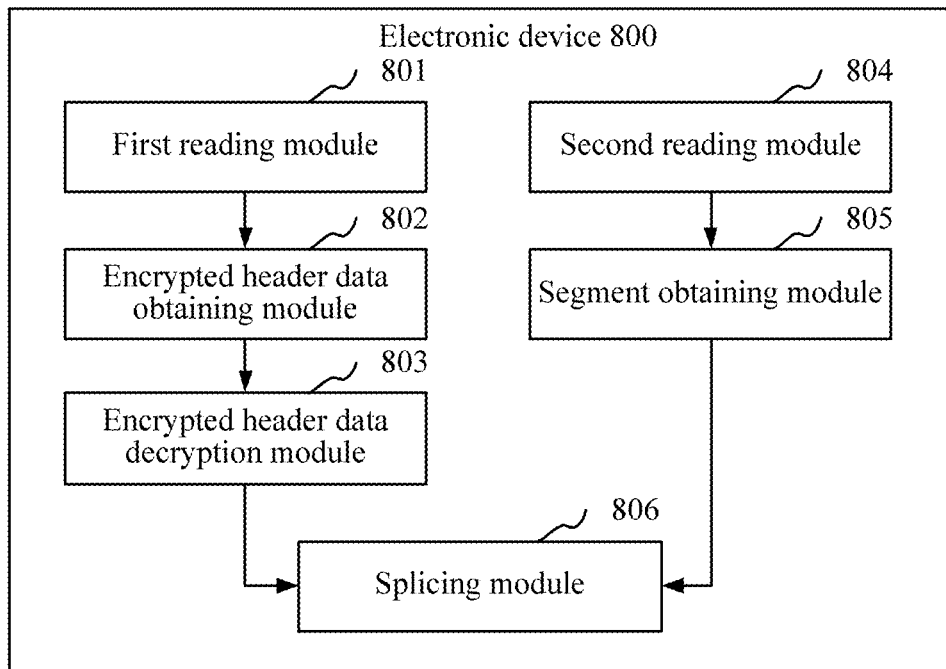 Electronic device 800
801
804
First reading module
Second reading module
802
805
Encrypted header data
obtaining module
Segment obtaining module
803
Encrypted header data
decryption module
806
Splicing module